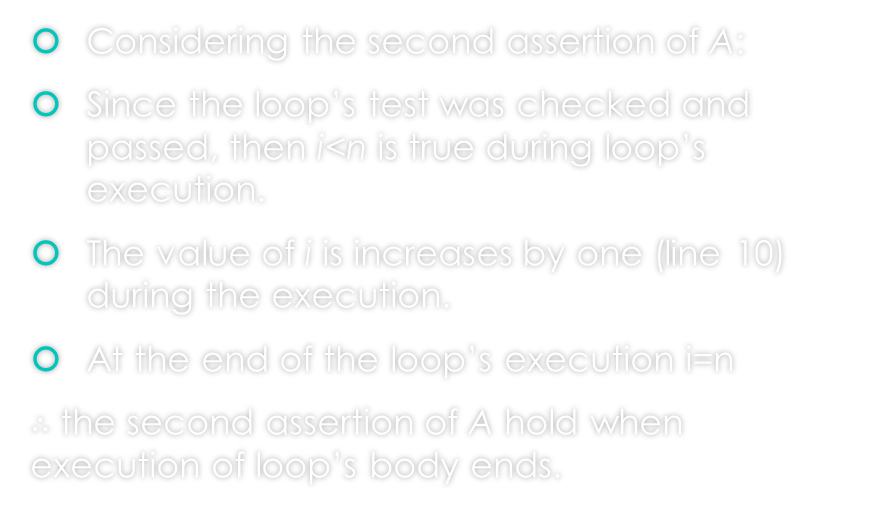 Considering the second assertion of A:
Since the loop's test was checked and
passed, then i<n is true during loop's
execution.
The value of i is increases by one (line 10)
during the execution.
At the end of the loop's execution i=n
∴ the second assertion of A hold when
execution of loop's body ends.